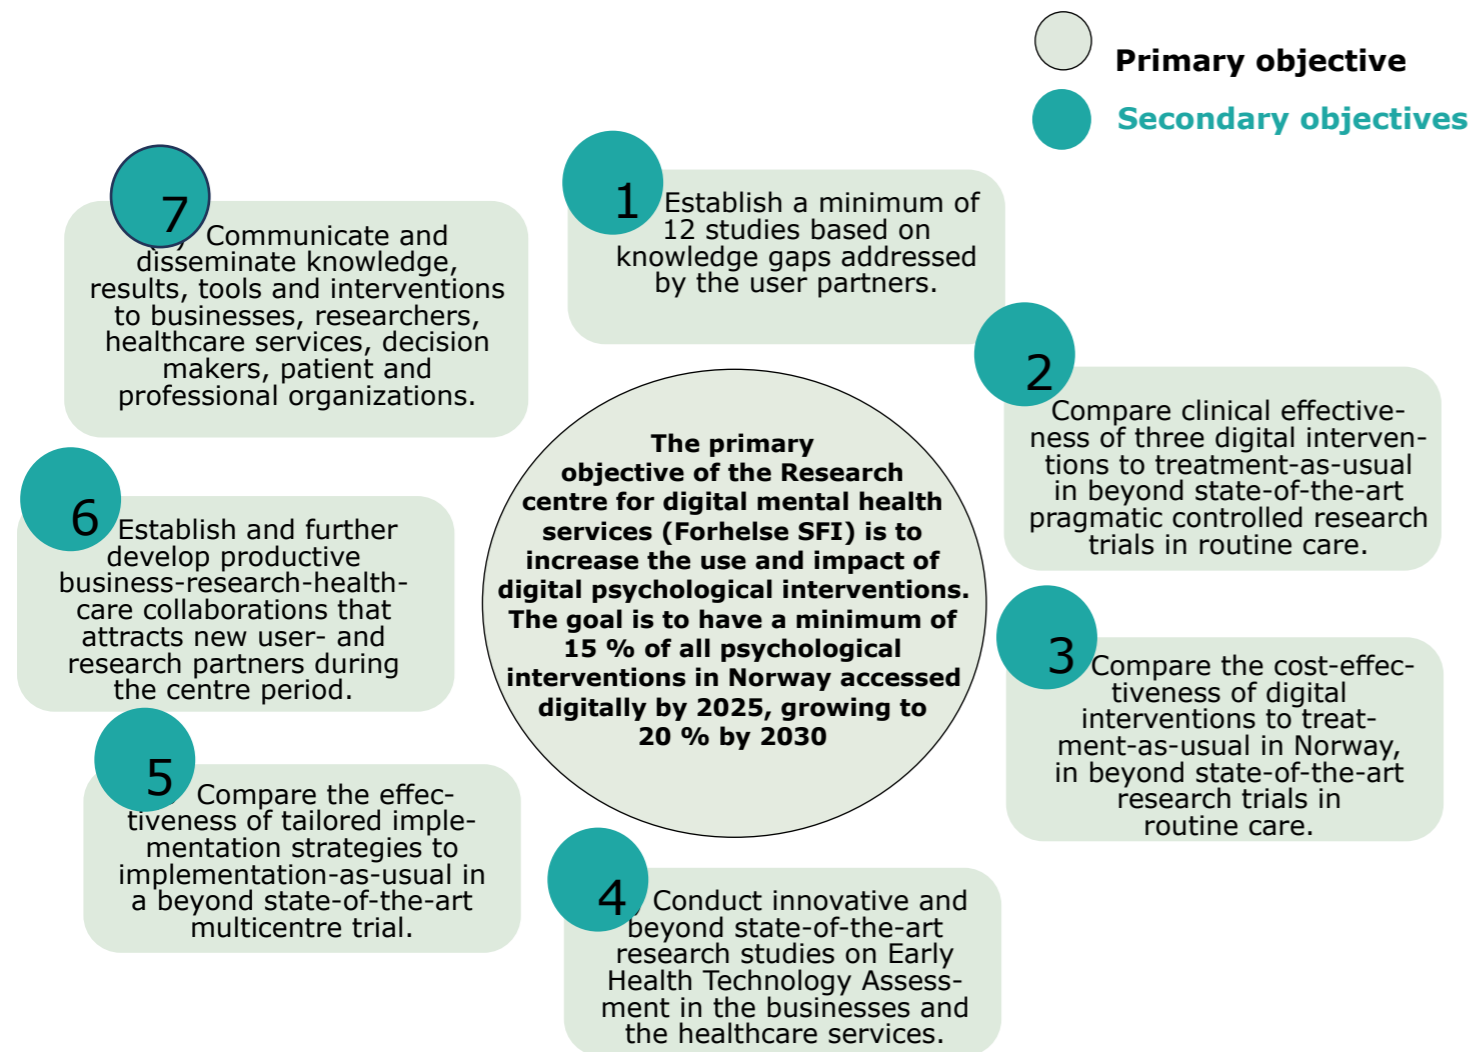 Primary objective
Secondary objectives
1
Establish a minimum of
12 studies based on
knowledge gaps addressed
by the user partners.
2
Compare clinical effective-
ness of three digital interven-
tions to treatment-as-usual
in beyond state-of-the-art
pragmatic controlled research
trials in routine care.
3
Compare the cost-effec-
tiveness of digital
interventions to treat-
ment-as-usual in Norway,
in beyond state-of-the-art
research trials in
routine care.
4
Conduct innovative and
beyond state-of-the-art
research studies on Early
Health Technology Assess-
ment in the businesses and
the healthcare services.
5
Compare the effec-
tiveness of tailored imple-
mentation strategies to
implementation-as-usual in
a beyond state-of-the-art
multicentre trial.
6
Establish and further
develop productive
business-research-health-
care collaborations that
attracts new user- and
research partners during
the centre period.
7
Communicate and
disseminate knowledge,
results, tools and interventions
to businesses, researchers,
healthcare services, decision
makers, patient and
professional organizations.
The primary
objective of the Research
centre for digital mental health
services (Forhelse SFI) is to
increase the use and impact of
digital psychological interventions.
The goal is to have a minimum of
15 % of all psychological
interventions in Norway accessed
digitally by 2025, growing to
20 % by 2030